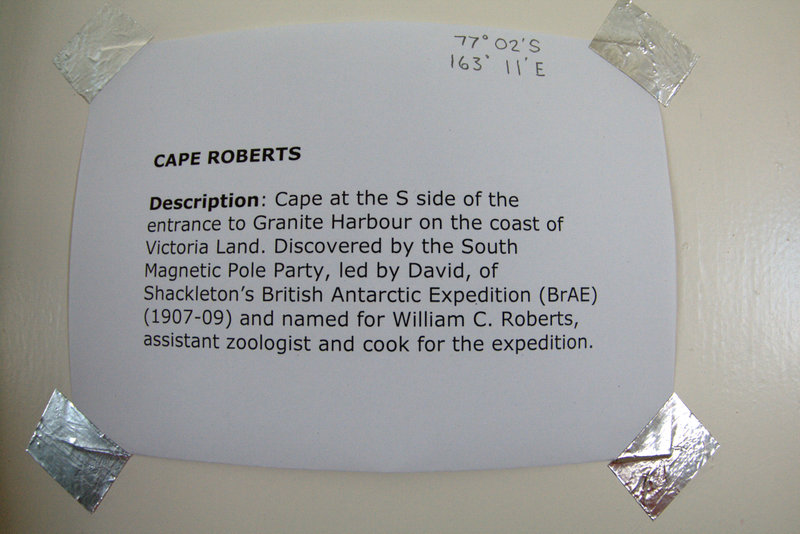 77° 02'S
163° 11'E
CAPE ROBERTS
Description: Cape at the S side of the
entrance to Granite Harbour on the coast of
Victoria Land. Discovered by the South
Magnetic Pole Party, led by David, of
Shackleton's British Antarctic Expedition (BrAE)
(1907-09) and named for William C. Roberts,
assistant zoologist and cook for the expedition.